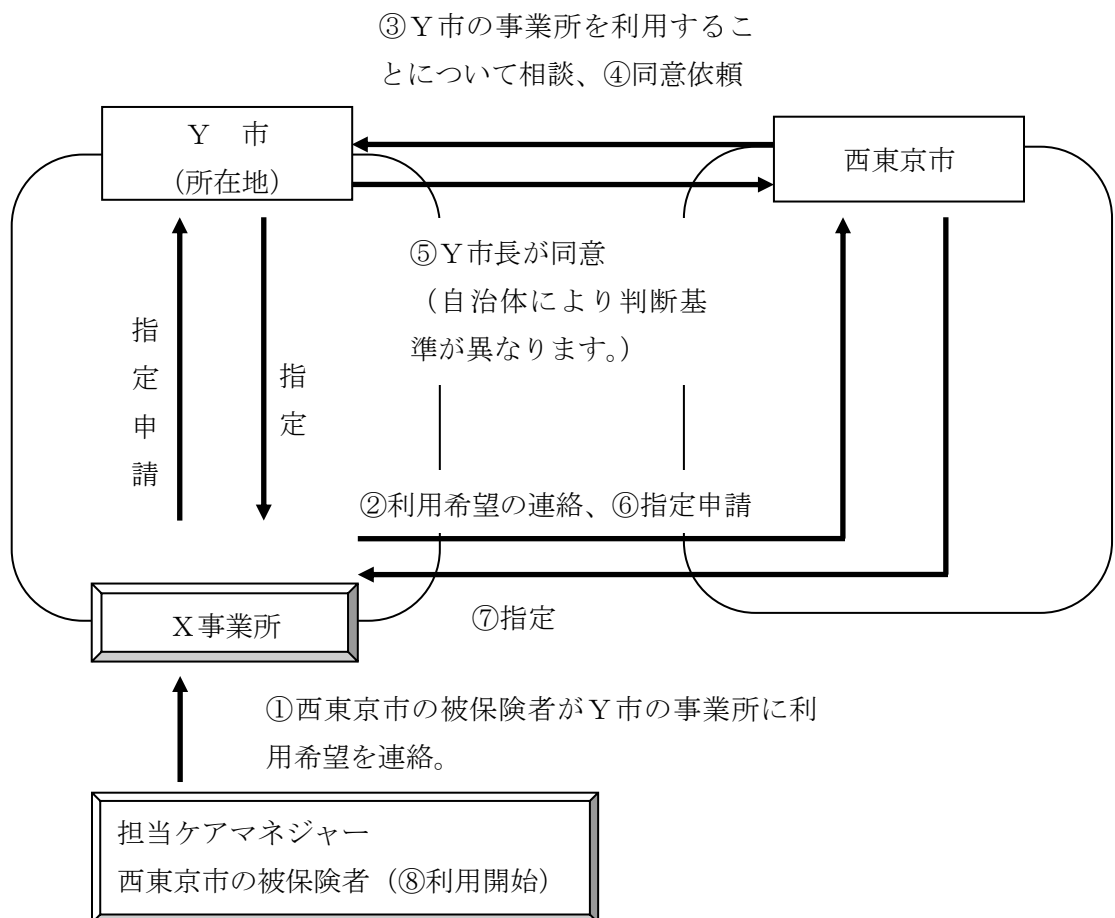 ③Ｙ市の事業所を利用するこ
とについて相談、④同意依頼
Ｙ　市
(所在地)
西東京市
⑤Ｙ市長が同意
（自治体により判断基
準が異なります。）
指定申請
指定
②利用希望の連絡、⑥指定申請
⑦指定
Ｘ事業所
①西東京市の被保険者がＹ市の事業所に利
用希望を連絡。
担当ケアマネジャー
西東京市の被保険者（⑧利用開始）